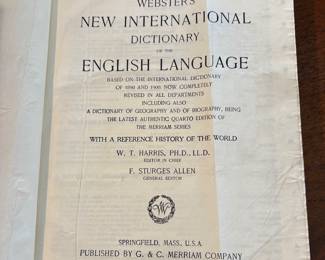 WEBSTER'S
NEW INTERNATIONAL
DICTIONARY
OF THE
ENGLISH LANGUAGE
BASED ON THE INTERNATIONAL DICTIONARY
OF 1890 AND 1900 NOW COMPLETELY
REVISED IN ALL DEPARTMENTS
INCLUDING ALSO
A DICTIONARY OF GEOGRAPHY AND OF BIOGRAPHY, BEING
THE LATEST AUTHENTIC QUARTO EDITION OF
THE MERRIAM SERIES
WITH A REFERENCE HISTORY OF THE WORLD
W. T. HARRIS, PH.D., LL.D.
EDITOR IN CHIEF
F. STURGES ALLEN
GENERAL EDITOR
SPRINGFIELD, MASS., U.S.A.
PUBLISHED BY G. & C. MERRIAM COMPANY